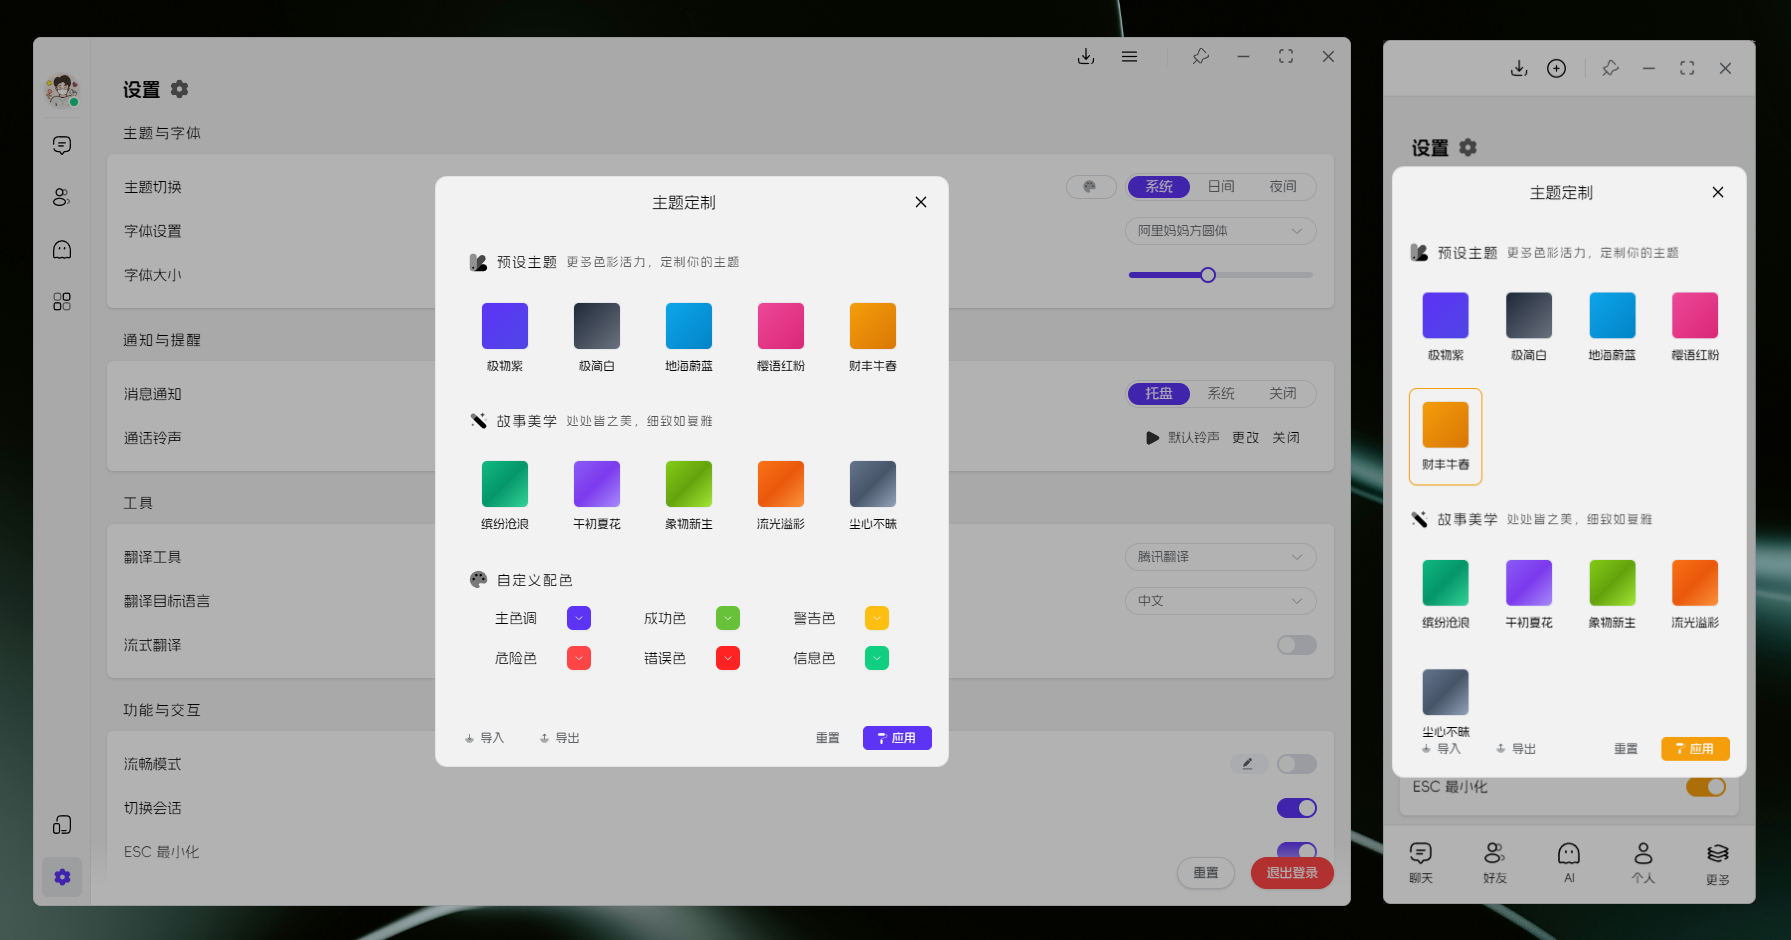 设置
主题与字体
主题切换
系统 日间 夜间
字体设置
阿里妈妈方圆体
字体大小
通知与提醒
消息通知
托盘 系统 关闭
通话铃声
默认铃声 更改 关闭
工具
翻译工具
腾讯翻译
翻译目标语言
中文
流式翻译
功能与交互
流畅模式
切换会话
ESC 最小化
重置 退出登录
主题定制
预设主题 更多色彩活力，定制你的主题
极物紫 极简白 地海蔚蓝 樱语红粉 财丰牛春
故事美学 处处皆之美，细致如夏雅
缤纷沧浪 午初夏花 象物新生 流光溢彩 尘心不昧
自定义配色
主色调 成功色 警告色
危险色 错误色 信息色
导入 导出 重置 应用
设置
主题定制
预设主题 更多色彩活力，定制你的主题
极物紫 极简白 地海蔚蓝 樱语红粉
财丰牛春
故事美学 处处皆之美，细致如夏雅
缤纷沧浪 午初夏花 象物新生 流光溢彩
尘心不昧
导入 导出 重置 应用
ESC 最小化
聊天 好友 AI 个人 更多